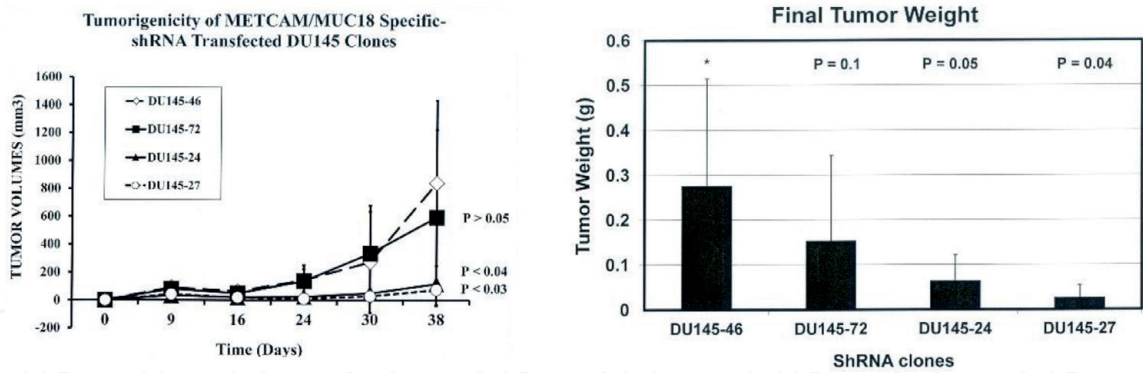 Tumorigenicity of METCAM/MUC18 Specific-
shRNA Transfected DU145 Clones
TUMOR VOLUMES (mm3)
1600
1400
1200
1000
800
600
400
200
0
-200
DU145-46
DU145-72
DU145-24
DU145-27
P > 0.05
P < 0.04
P < 0.03
0 9 16 24 30 38
Time (Days)
Final Tumor Weight
Tumor Weight (g)
0.6
0.5
0.4
0.3
0.2
0.1
0
* P = 0.1 P = 0.05 P = 0.04
DU145-46 DU145-72 DU145-24 DU145-27
ShRNA clones